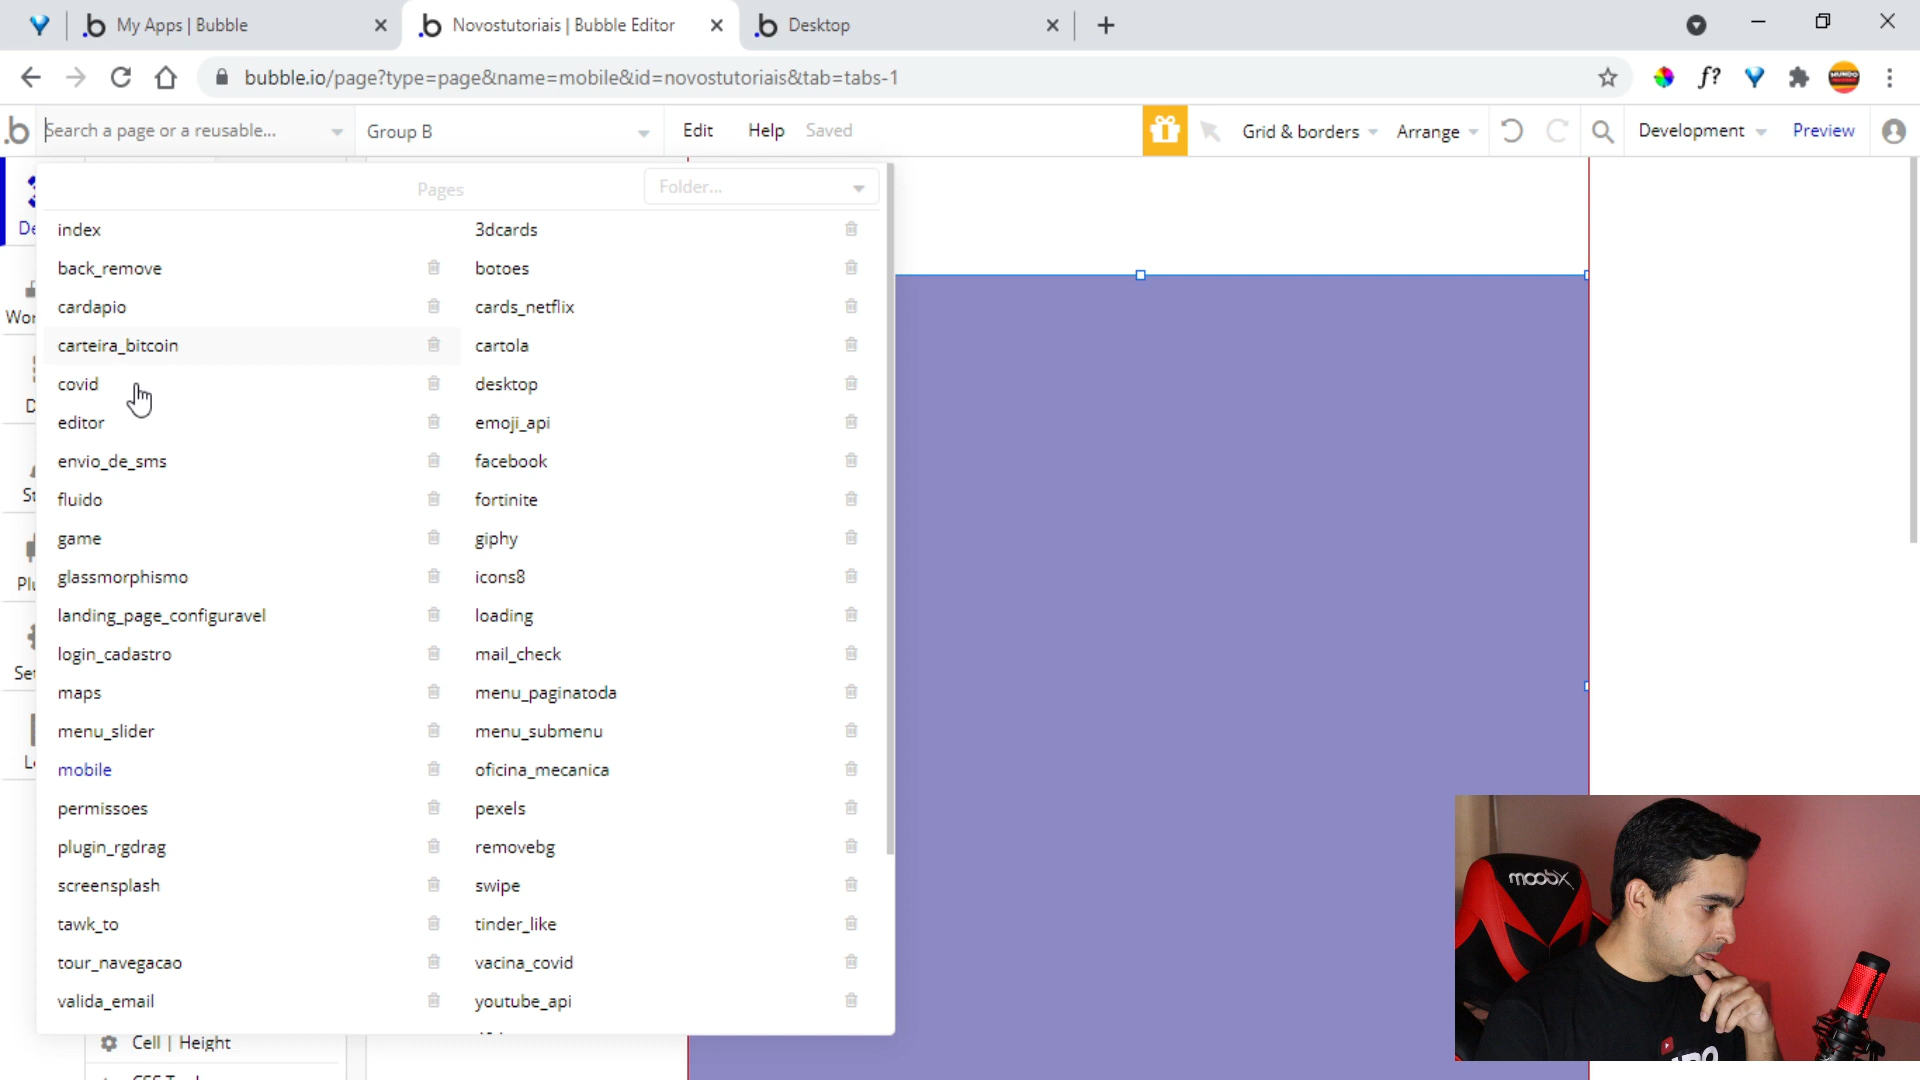 My Apps | Bubble
Novostutoriais | Bubble Editor
Desktop
bubble.io/page?type=page&name=mobile&id=novostutoriais&tab=tabs-1
f?
Search a page or a reusable...
Group B
Edit
Help
Saved
Grid & borders
Arrange
Development
Preview
Pages
Folder...
index
3dcards
back_remove
botoes
cardapio
cards_netflix
carteira_bitcoin
cartola
covid
desktop
editor
emoji_api
envio_de_sms
facebook
fluido
fortinite
game
giphy
glassmorphismo
icons8
landing_page_configuravel
loading
login_cadastro
mail_check
maps
menu_paginatoda
menu_slider
menu_submenu
mobile
oficina_mecanica
permissoes
pexels
plugin_rgdrag
removebg
screensplash
swipe
tawk_to
tinder_like
tour_navegacao
vacina_covid
valida_email
youtube_api
Cell | Height
moobx